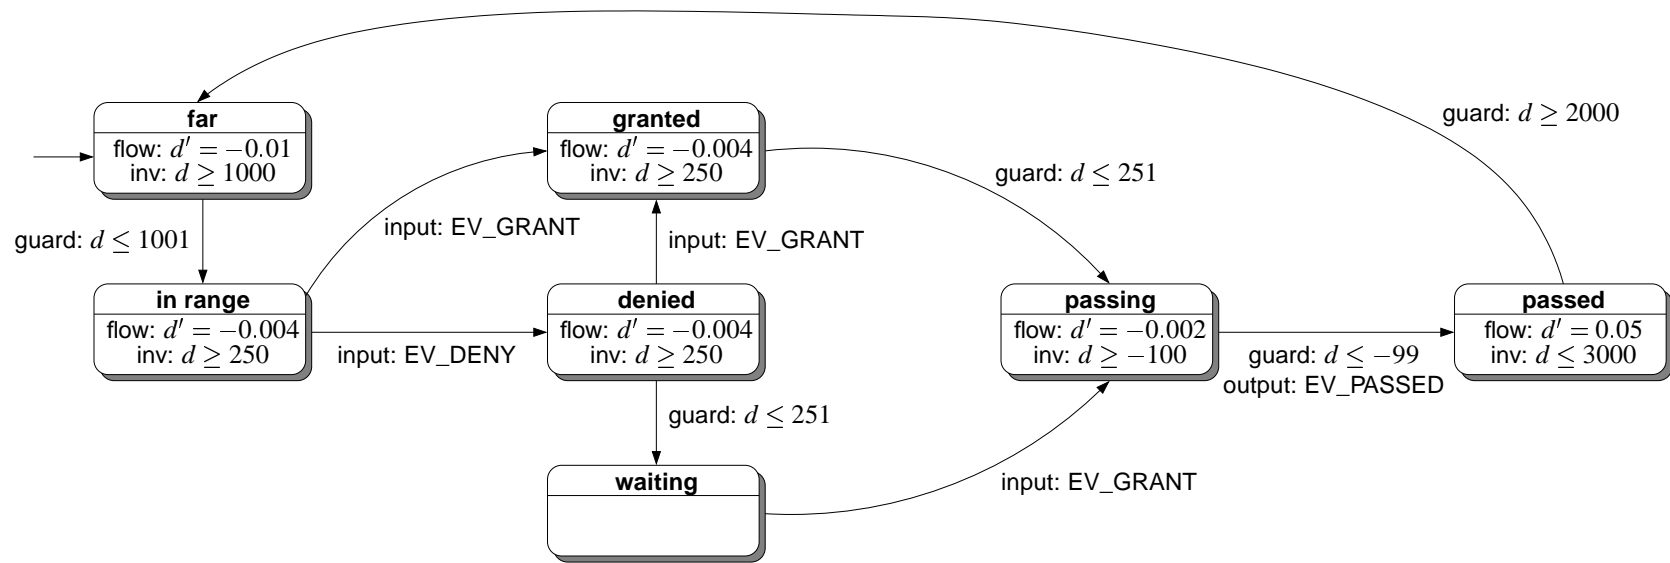 far
flow: d′ = −0.01
inv: d ≥ 1000
granted
flow: d′ = −0.004
inv: d ≥ 250
guard: d ≥ 2000
guard: d ≤ 251
input: EV_GRANT
input: EV_GRANT
guard: d ≤ 1001
in range
flow: d′ = −0.004
inv: d ≥ 250
input: EV_DENY
denied
flow: d′ = −0.004
inv: d ≥ 250
passing
flow: d′ = −0.002
inv: d ≥ −100
guard: d ≤ −99
output: EV_PASSED
passed
flow: d′ = 0.05
inv: d ≤ 3000
guard: d ≤ 251
waiting
input: EV_GRANT